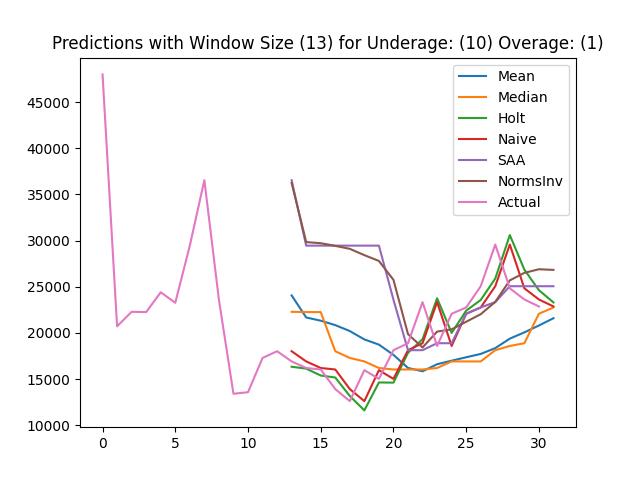 Predictions with Window Size (13) for Underage: (10) Overage: (1)
Mean
Median
Holt
Naive
SAA
NormsInv
Actual
45000
40000
35000
30000
25000
20000
15000
10000
0 5 10 15 20 25 30